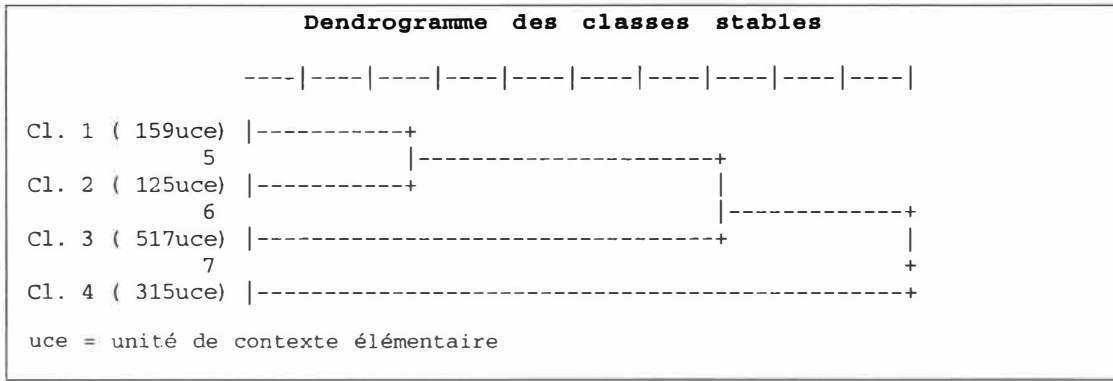 Dendrogramme des classes stables
----|----|----|----|----|----|----|----|----|----|
Cl. 1 ( 159uce) |-----------+
5 |--------------------+
Cl. 2 ( 125uce) |-----------+ |
6 |------------+
Cl. 3 ( 517uce) |--------------------------------+ |
7 +
Cl. 4 ( 315uce) |---------------------------------------------+
uce = unité de contexte élémentaire